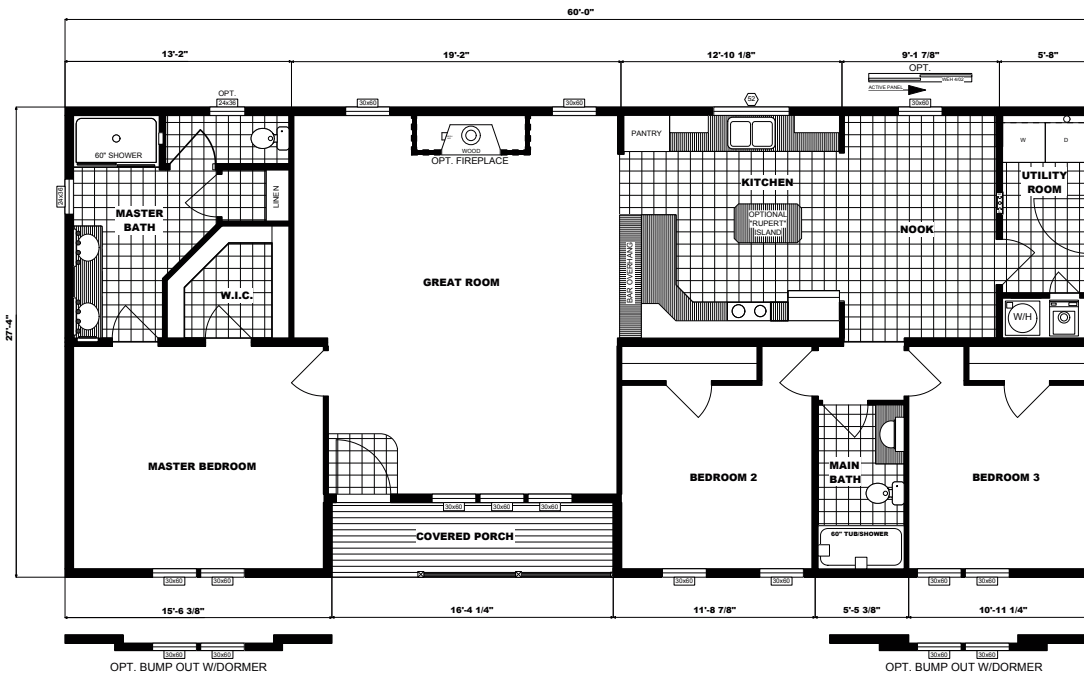 60'-0"
13'-2"
19'-2"
12'-10 1/8"
9'-1 7/8"
5'-8"
OPT.
WEH 6/02
ACTIVE PANEL
OPT.
24x36
30x60
30x60
52
30x60
60" SHOWER
WOOD
OPT. FIREPLACE
PANTRY
W
D
KITCHEN
UTILITY
ROOM
24x36
LINEN
MASTER
BATH
OPTIONAL
"RUPERT"
ISLAND
NOOK
BAR OVERHANG
GREAT ROOM
W.I.C.
W/H
27'-4"
MASTER BEDROOM
BEDROOM 2
MAIN
BATH
BEDROOM 3
30x60
30x60
30x60
COVERED PORCH
60" TUB/SHOWER
30x60
30x60
30x60
30x60
30x60
30x60
15'-6 3/8"
16'-4 1/4"
11'-8 7/8"
5'-5 3/8"
10'-11 1/4"
30x60
30x60
30x60
30x60
OPT. BUMP OUT W/DORMER
OPT. BUMP OUT W/DORMER